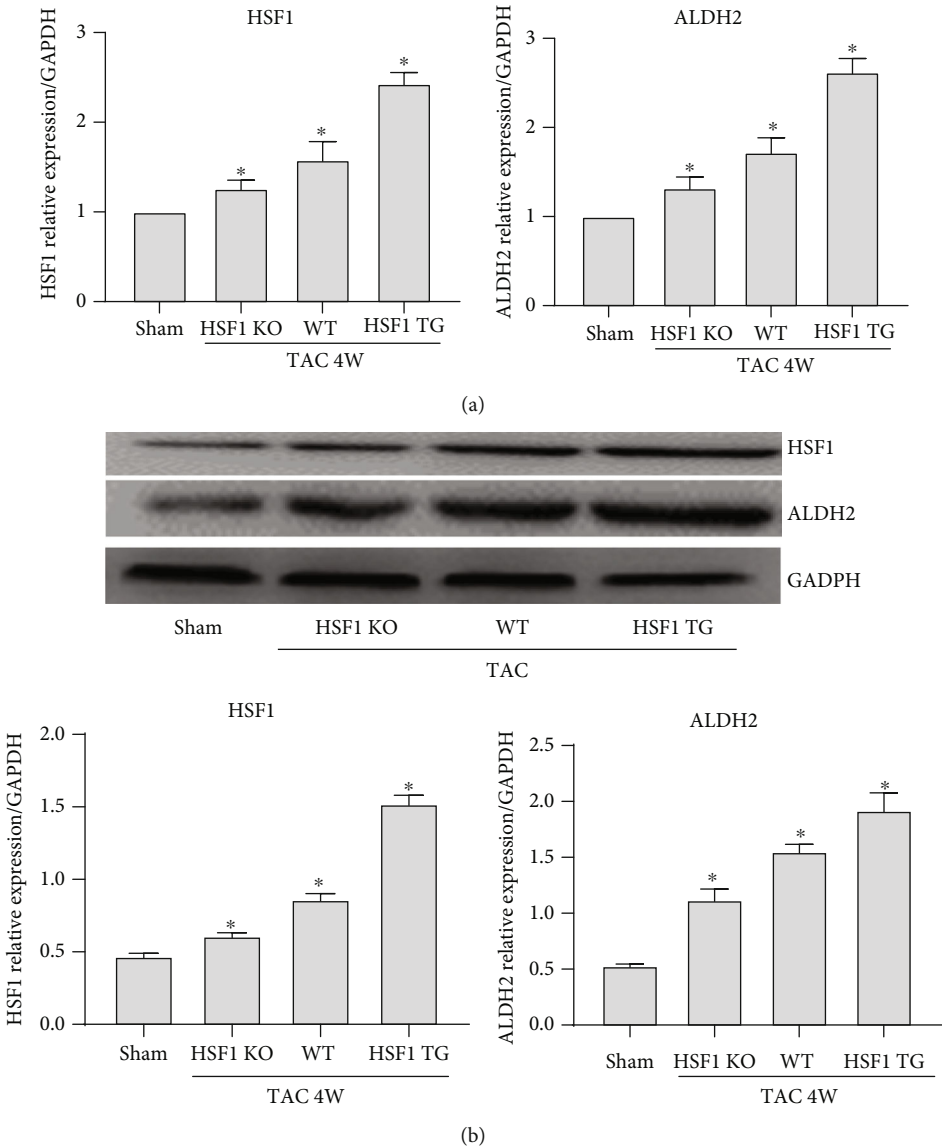 HSF1
HSF1 relative expression/GAPDH
3
2
1
0
*
*
*
Sham
HSF1 KO
WT
HSF1 TG
TAC 4W
ALDH2
ALDH2 relative expression/GAPDH
3
2
1
0
*
*
*
Sham
HSF1 KO
WT
HSF1 TG
TAC 4W
(a)
HSF1
ALDH2
GADPH
Sham
HSF1 KO
WT
HSF1 TG
TAC
HSF1
HSF1 relative expression/GAPDH
2.0
1.5
1.0
0.5
0.0
*
*
*
Sham
HSF1 KO
WT
HSF1 TG
TAC 4W
ALDH2
ALDH2 relative expression/GAPDH
2.5
2.0
1.5
1.0
0.5
0.0
*
*
*
Sham
HSF1 KO
WT
HSF1 TG
TAC 4W
(b)